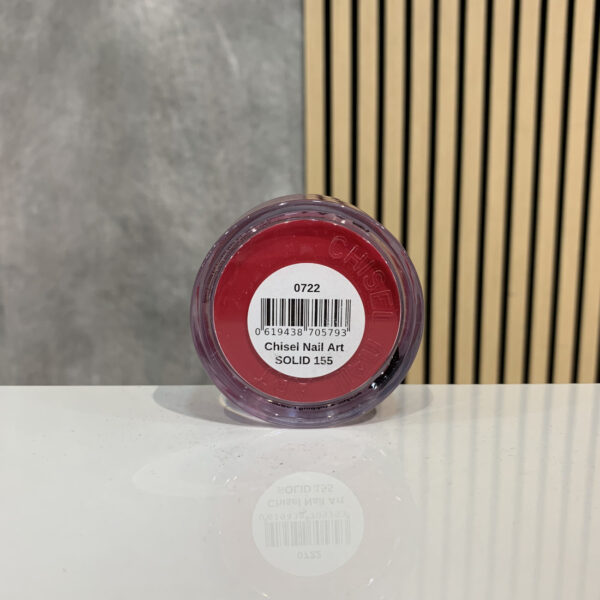 0722
0 619438 705793
Chisel Nail Art
SOLID 155
CHISEL